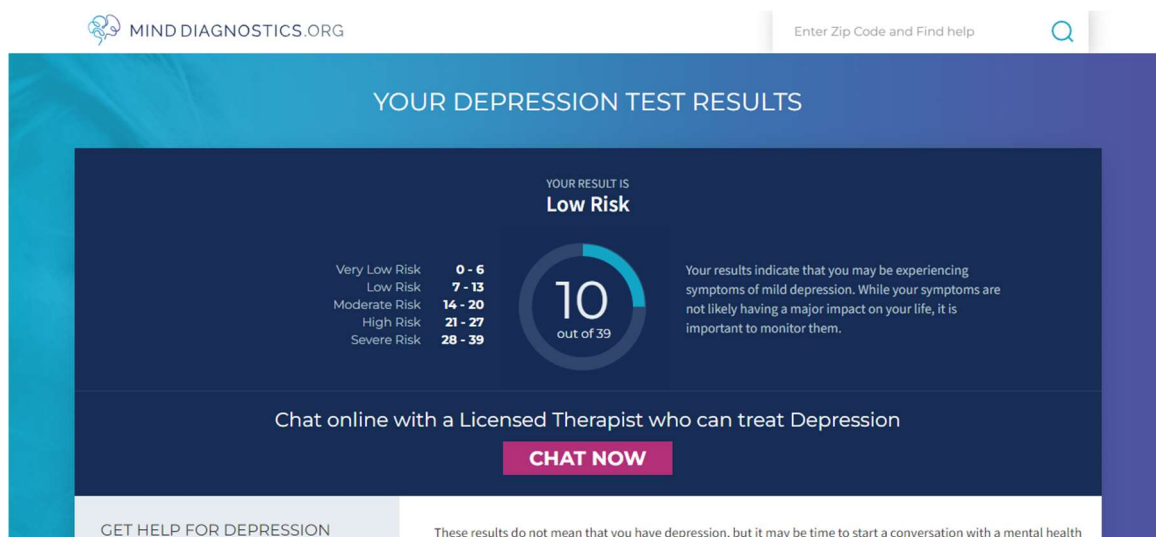 MIND DIAGNOSTICS.ORG
Enter Zip Code and Find help
YOUR DEPRESSION TEST RESULTS
YOUR RESULT IS
Low Risk
Very Low Risk 0 - 6
Low Risk 7 - 13
Moderate Risk 14 - 20
High Risk 21 - 27
Severe Risk 28 - 39
10
out of 39
Your results indicate that you may be experiencing
symptoms of mild depression. While your symptoms are
not likely having a major impact on your life, it is
important to monitor them.
Chat online with a Licensed Therapist who can treat Depression
CHAT NOW
GET HELP FOR DEPRESSION
These results do not mean that you have depression, but it may be time to start a conversation with a mental health